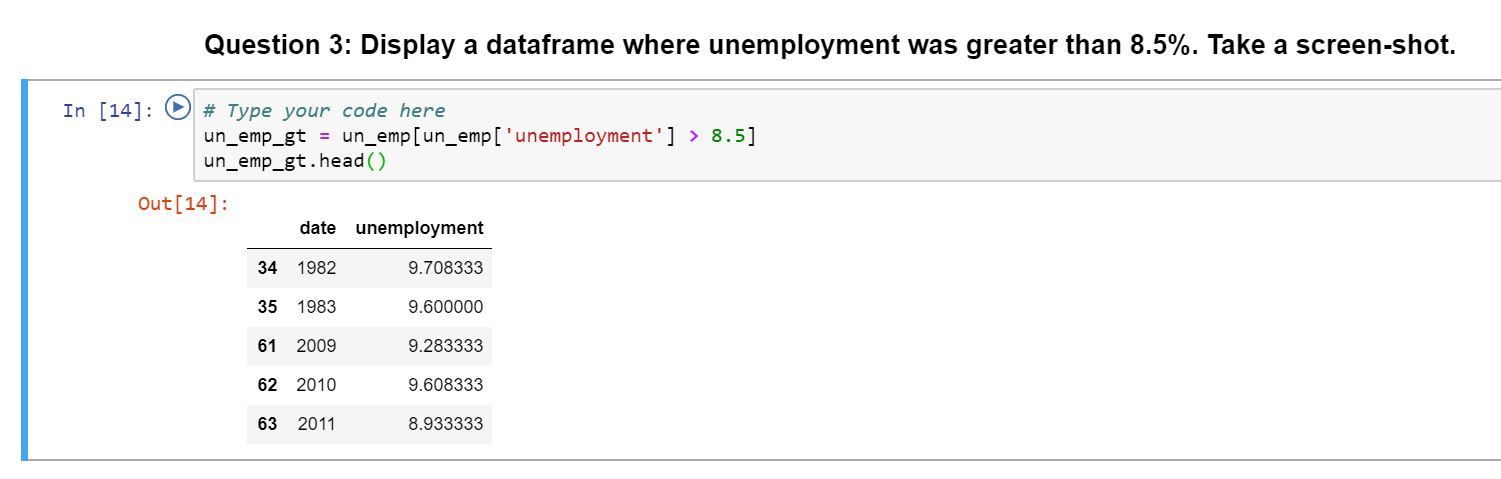 Question 3: Display a dataframe where unemployment was greater than 8.5%. Take a screen-shot.
In [14]: # Type your code here
un_emp_gt = un_emp[un_emp['unemployment'] > 8.5]
un_emp_gt.head()
Out[14]:
date unemployment
34 1982 9.708333
35 1983 9.600000
61 2009 9.283333
62 2010 9.608333
63 2011 8.933333